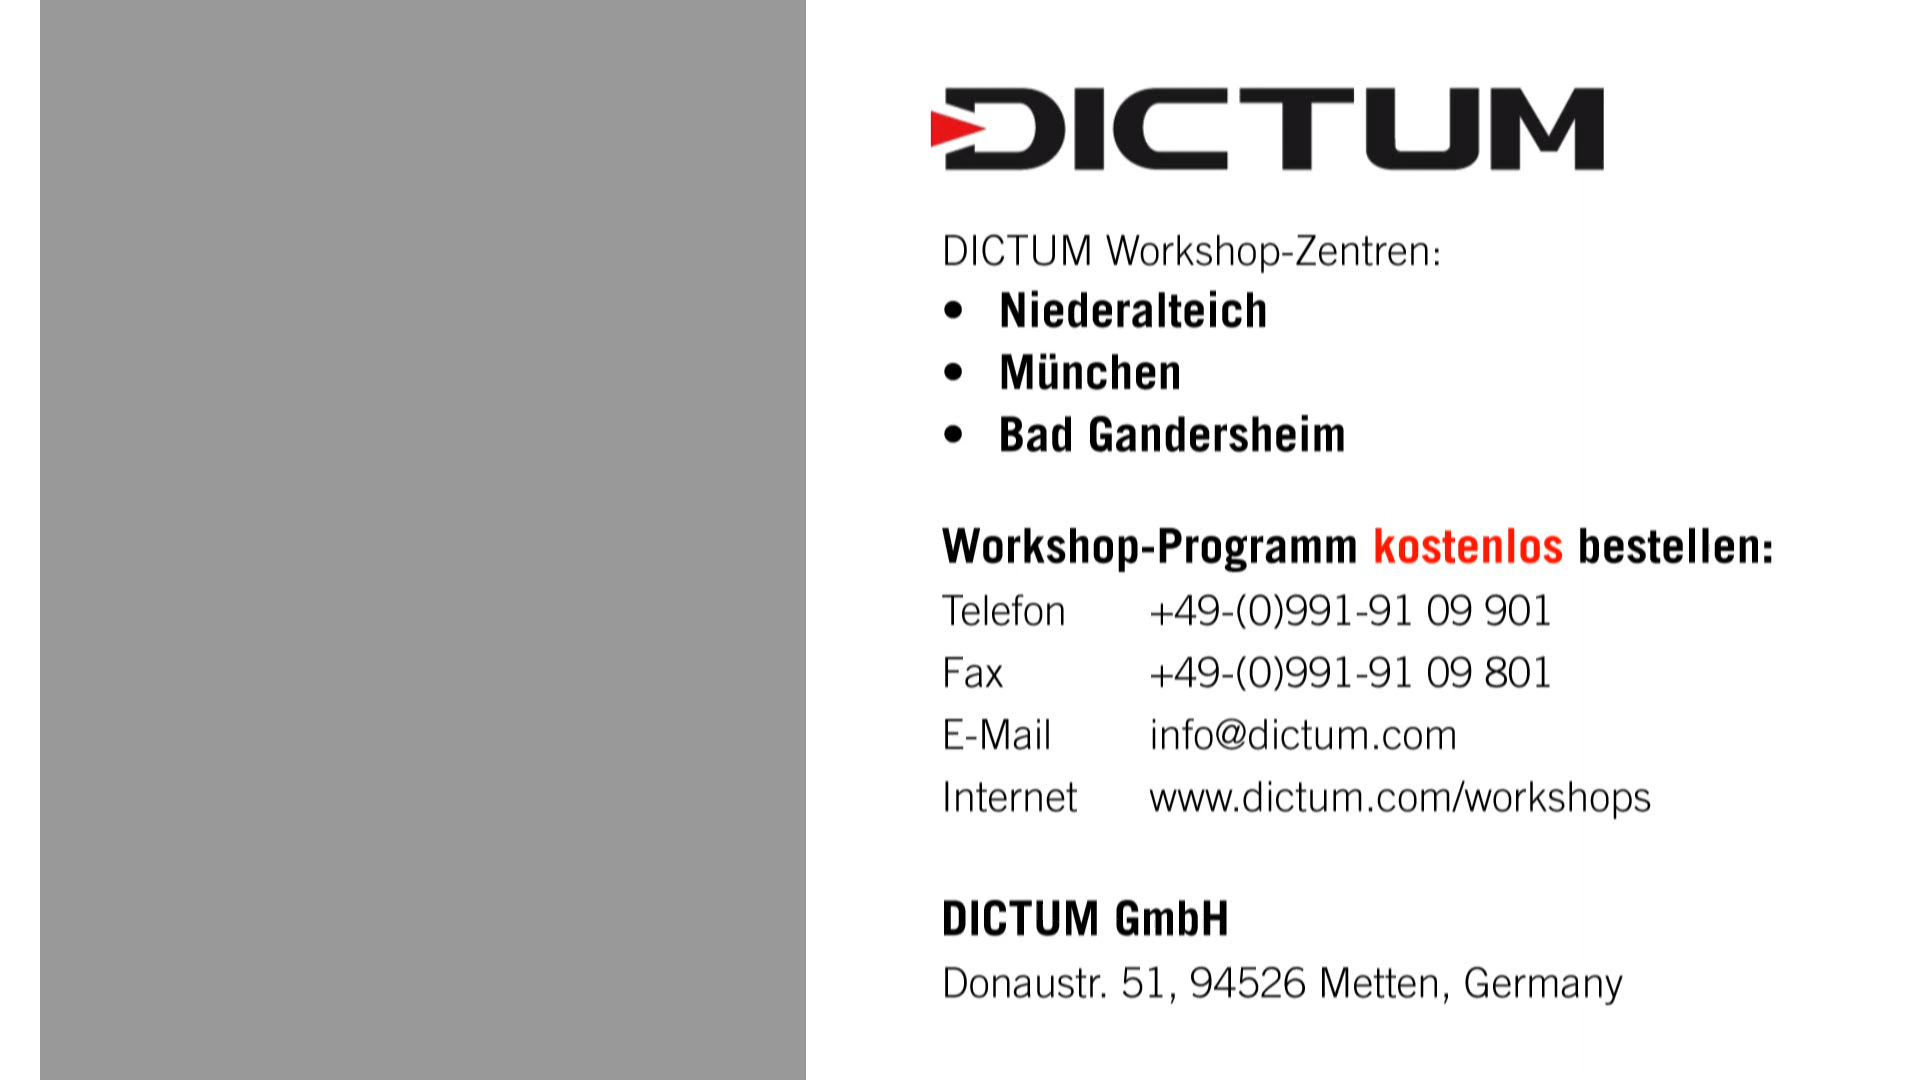 DICTUM
DICTUM Workshop-Zentren:
• Niederalteich
• München
• Bad Gandersheim
Workshop-Programm kostenlos bestellen:
Telefon +49-(0)991-91 09 901
Fax +49-(0)991-91 09 801
E-Mail info@dictum.com
Internet www.dictum.com/workshops
DICTUM GmbH
Donaustr. 51, 94526 Metten, Germany